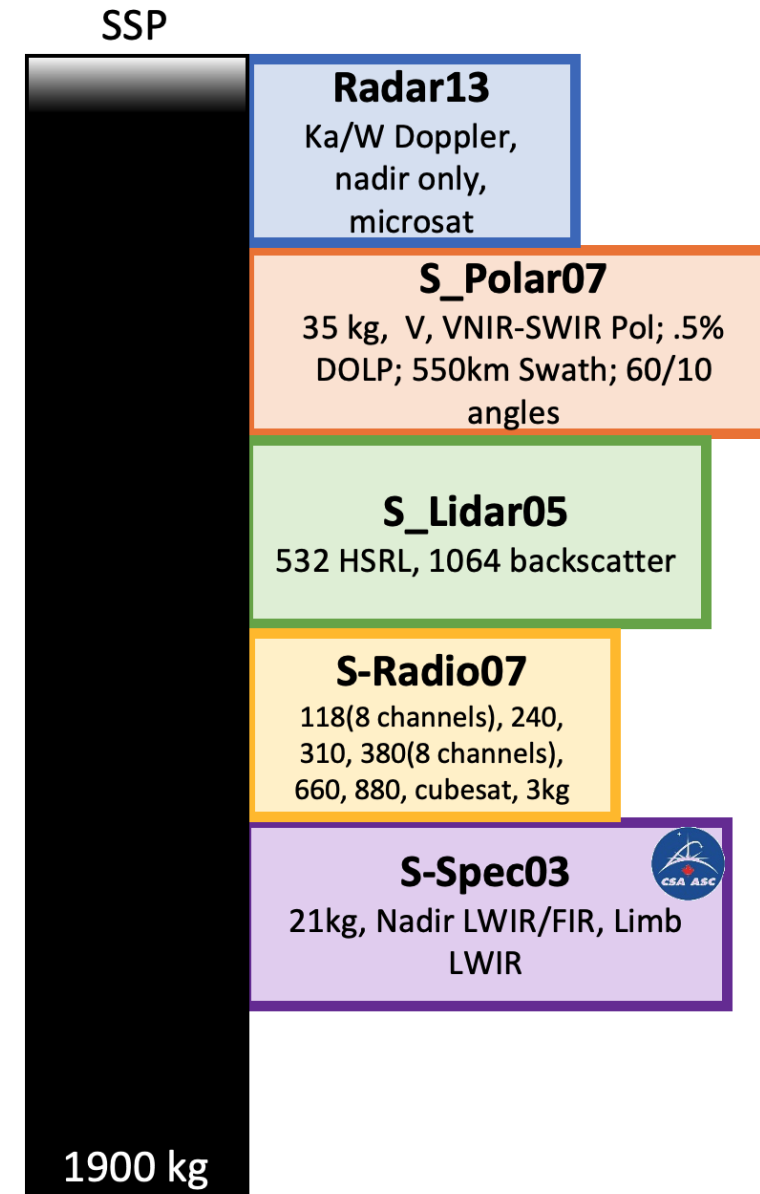 SSP
Radar13
Ka/W Doppler,
nadir only,
microsat
S_Polar07
35 kg,  V, VNIR-SWIR Pol; .5%
DOLP; 550km Swath; 60/10
angles
S_Lidar05
532 HSRL, 1064 backscatter
S-Radio07
118(8 channels), 240,
310, 380(8 channels),
660, 880, cubesat, 3kg
S-Spec03
CSA ASC
21kg, Nadir LWIR/FIR, Limb
LWIR
1900 kg